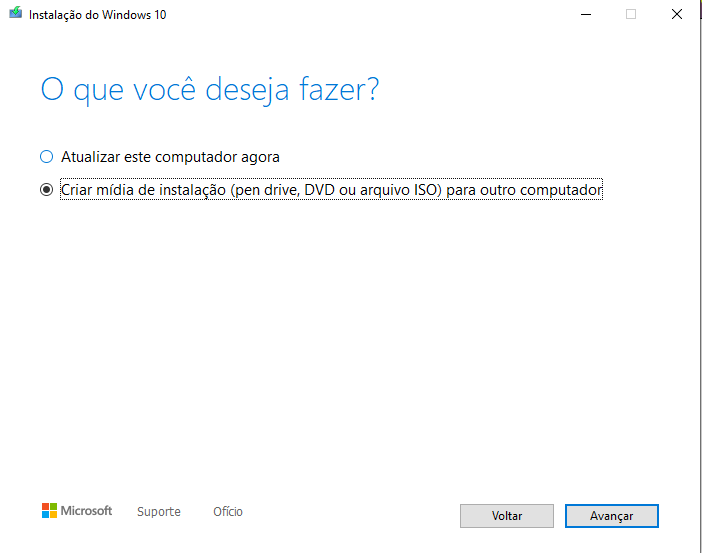 Instalação do Windows 10
O que você deseja fazer?
Atualizar este computador agora
Criar mídia de instalação (pen drive, DVD ou arquivo ISO) para outro computador
Microsoft Suporte Ofício Voltar Avançar